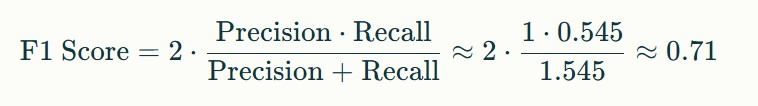 F1 Score = 2 · Precision · Recall / Precision + Recall ≈ 2 · 1 · 0.545 / 1.545 ≈ 0.71